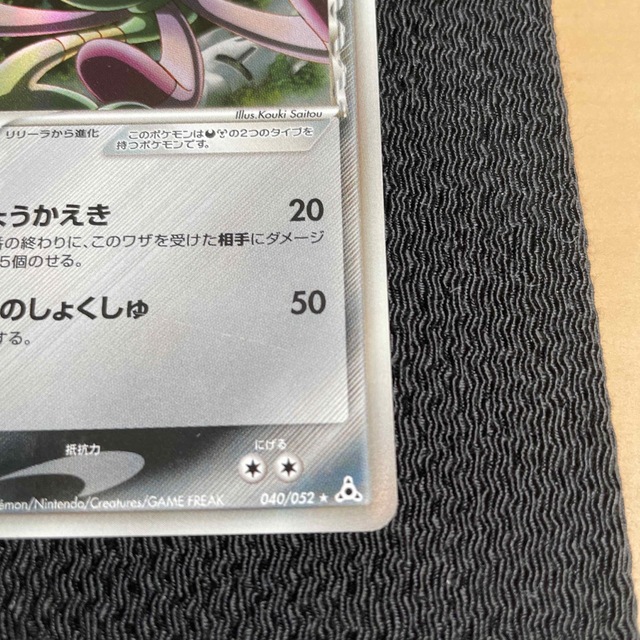 Illus.Kouki Saitou
リリーラから進化
このポケモンはの2つのタイプを
持つポケモンです。
ょうかえき 20
番の終わりに、このワザを受けた相手にダメージ
5個のせる。
のしょくしゅ 50
する。
抵抗力
にげる
émon/Nintendo/Creatures/GAME FREAK
040/052 ★